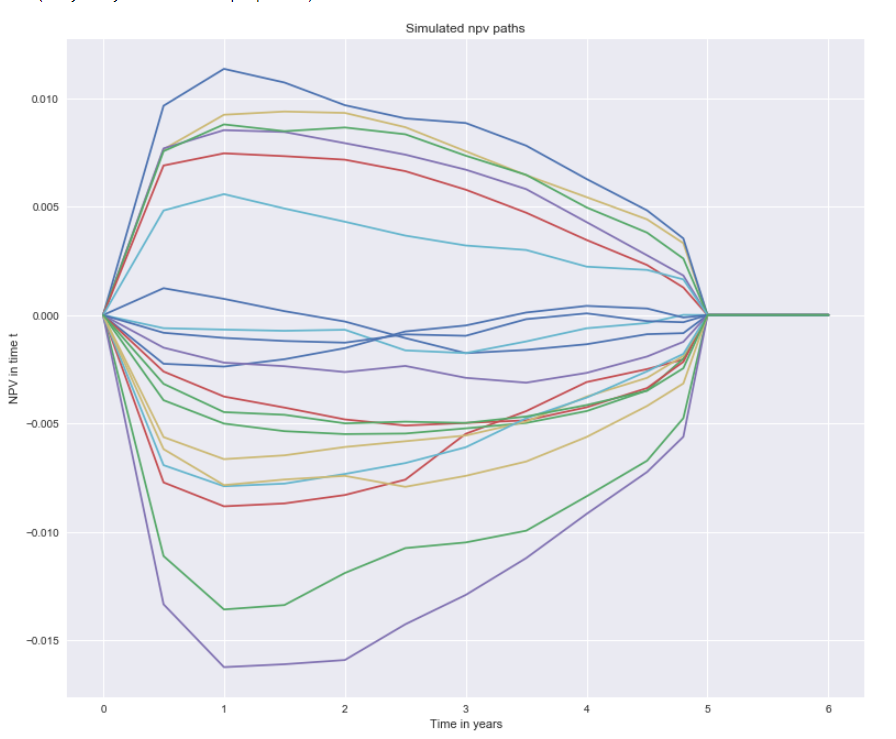 Simulated npv paths
0.010
0.005
0.000
−0.005
−0.010
−0.015
NPV in time t
0 1 2 3 4 5 6
Time in years